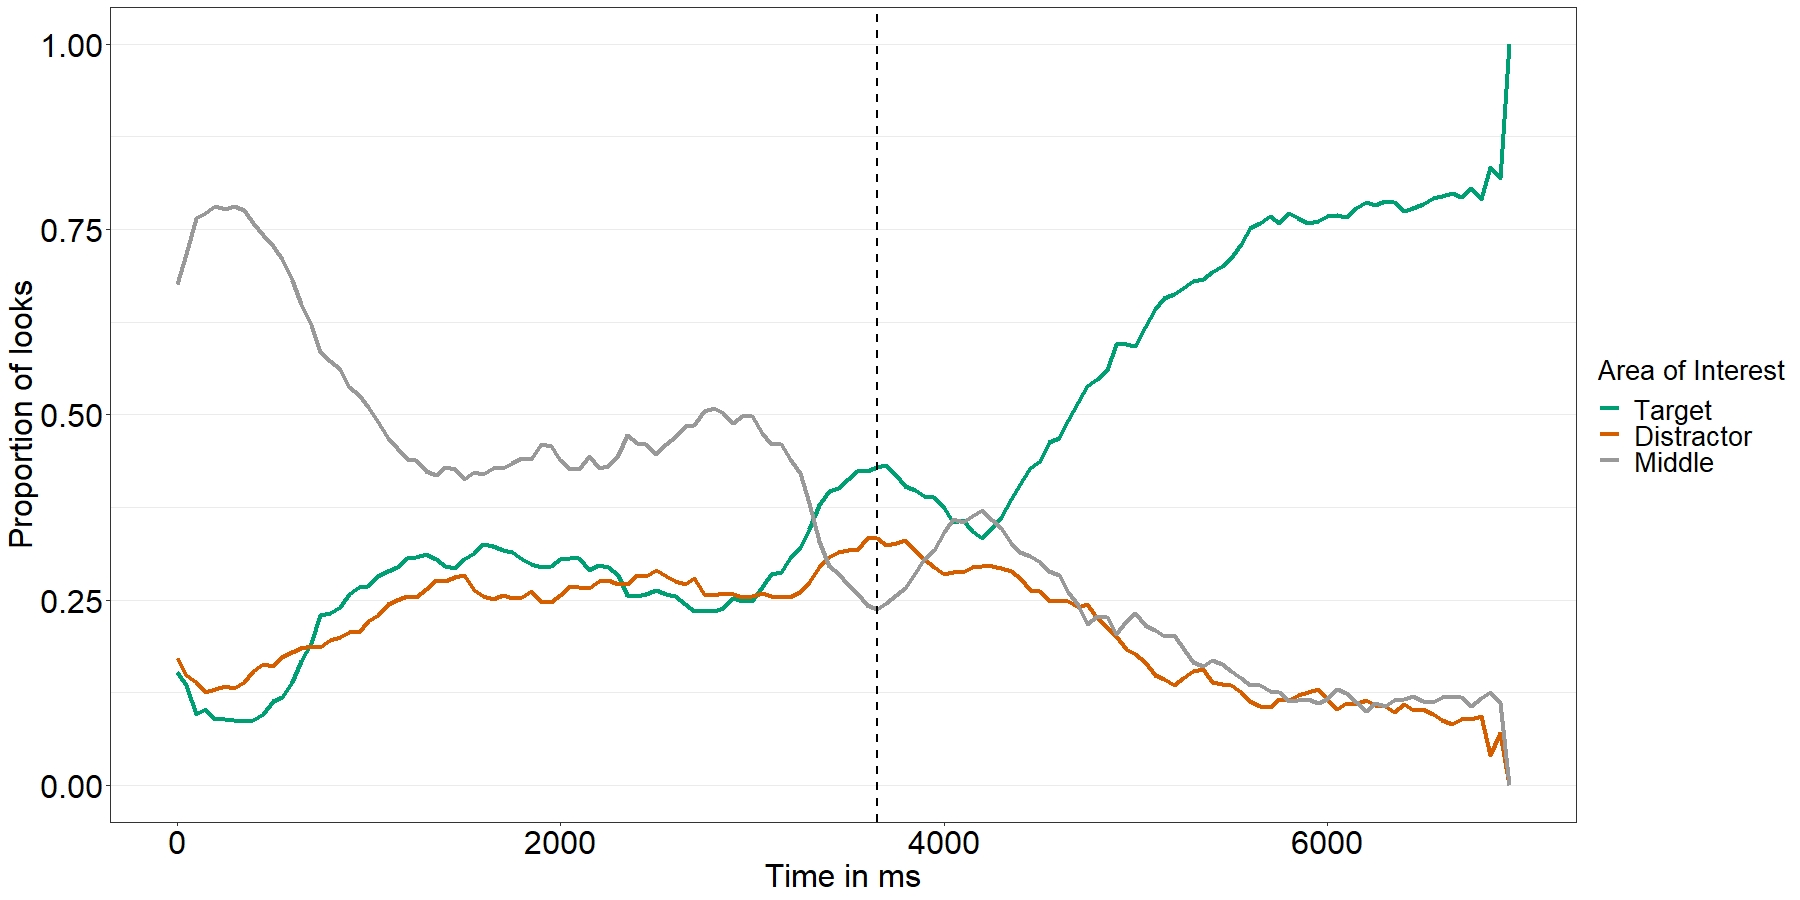 Proportion of looks
1.00
0.75
0.50
0.25
0.00
0
2000
4000
6000
Time in ms
Area of Interest
Target
Distractor
Middle